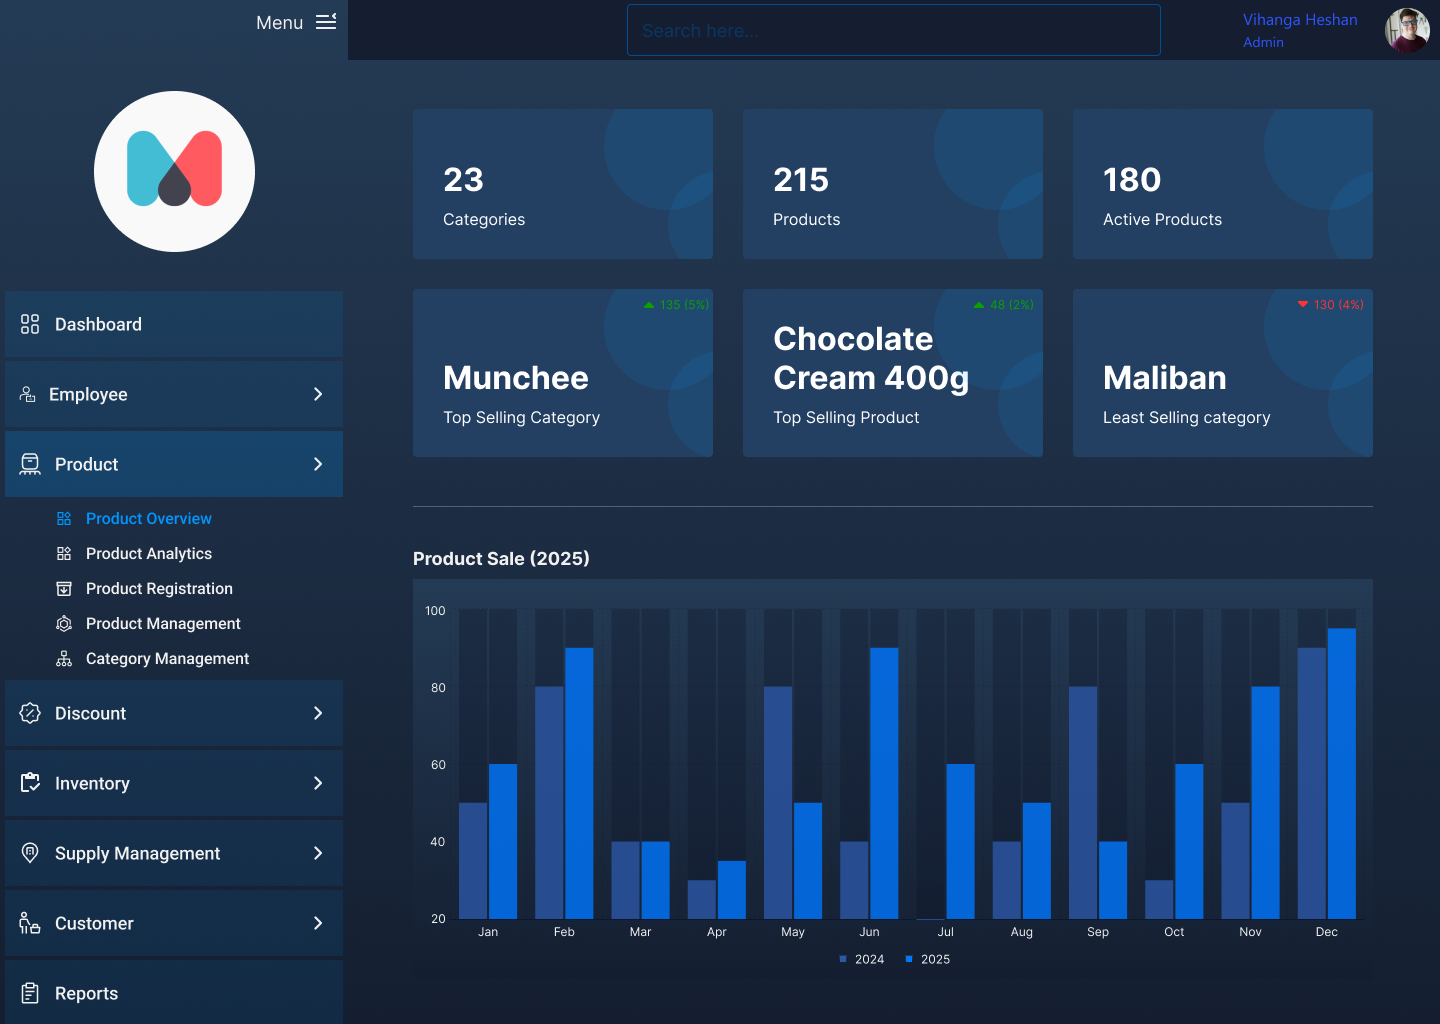 Menu
Search here...
Vihanga Heshan
Admin
Dashboard
Employee
Product
Product Overview
Product Analytics
Product Registration
Product Management
Category Management
Discount
Inventory
Supply Management
Customer
Reports
23
Categories
215
Products
180
Active Products
135 (5%)
Munchee
Top Selling Category
48 (2%)
Chocolate
Cream 400g
Top Selling Product
130 (4%)
Maliban
Least Selling category
Product Sale (2025)
100
80
60
40
20
Jan Feb Mar Apr May Jun Jul Aug Sep Oct Nov Dec
2024 2025